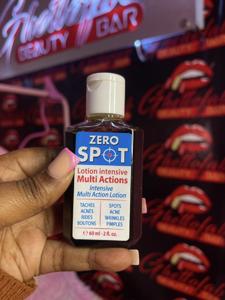 BEAUTY BAR
ZERO
SPOT
Lotion intensive
Multi Actions
Intensive
Multi Action Lotion
TACHES
ACNÉS
RIDES
BOUTONS
SPOTS
ACNE
WRINKLES
PIMPLES
℮ 60 ml - 2 fl. oz.